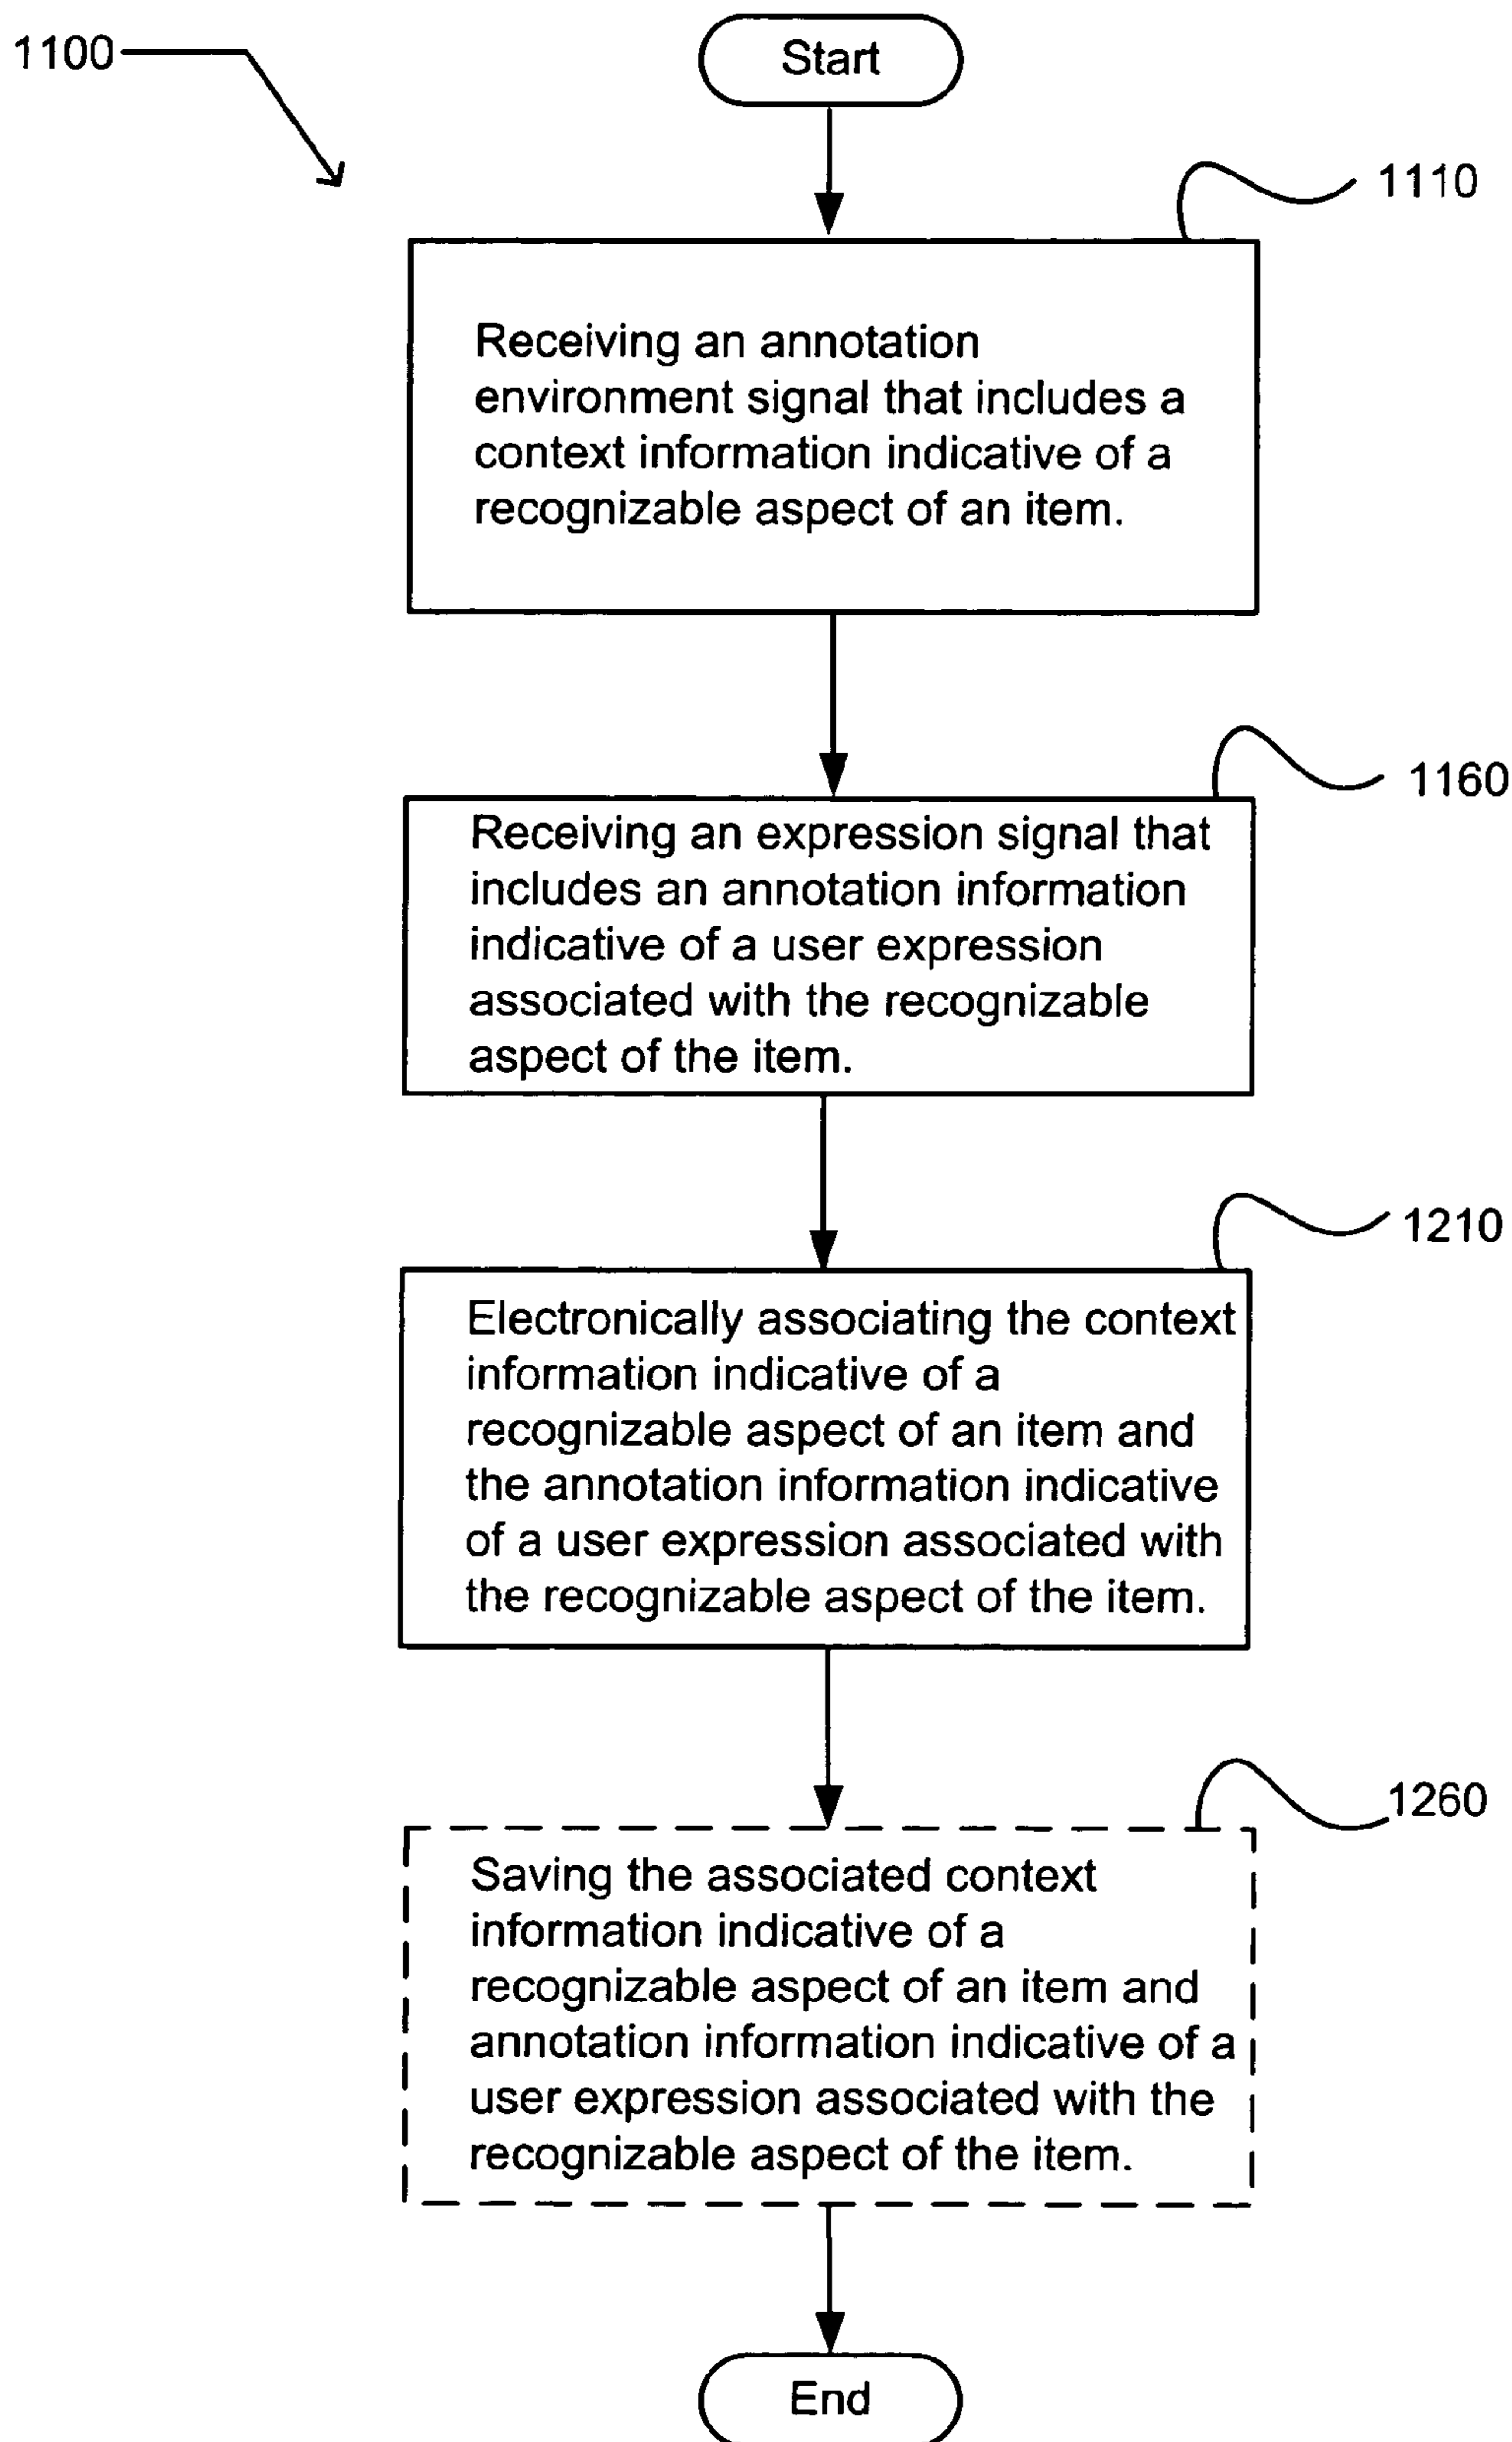 1100
Start
1110
Receiving an annotation
environment signal that includes a
context information indicative of a
recognizable aspect of an item.
1160
Receiving an expression signal that
includes an annotation information
indicative of a user expression
associated with the recognizable
aspect of the item.
1210
Electronically associating the context
information indicative of a
recognizable aspect of an item and
the annotation information indicative
of a user expression associated with
the recognizable aspect of the item.
1260
Saving the associated context
information indicative of a
recognizable aspect of an item and
annotation information indicative of a
user expression associated with the
recognizable aspect of the item.
End